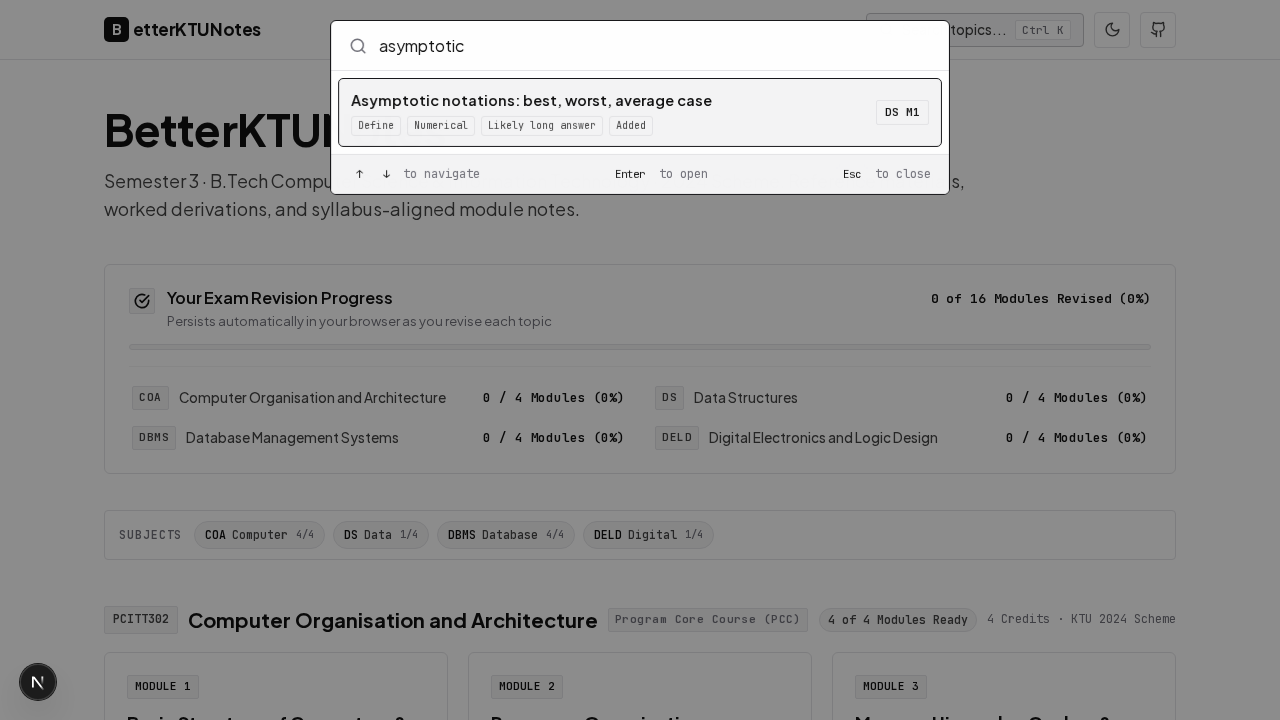 B etterKTUNotes
topics... Ctrl K
asymptotic
Asymptotic notations: best, worst, average case
Define Numerical Likely long answer Added
DS M1
↑ ↓ to navigate Enter to open Esc to close
BetterKTUN
Semester 3 · B.Tech Compu s,
worked derivations, and syllabus-aligned module notes.
Your Exam Revision Progress
0 of 16 Modules Revised (0%)
Persists automatically in your browser as you revise each topic
COA Computer Organisation and Architecture 0 / 4 Modules (0%)
DS Data Structures 0 / 4 Modules (0%)
DBMS Database Management Systems 0 / 4 Modules (0%)
DELD Digital Electronics and Logic Design 0 / 4 Modules (0%)
SUBJECTS COA Computer 4/4 DS Data 1/4 DBMS Database 4/4 DELD Digital 1/4
PCITT302 Computer Organisation and Architecture Program Core Course (PCC) 4 of 4 Modules Ready 4 Credits · KTU 2024 Scheme
MODULE 1 MODULE 2 MODULE 3
N